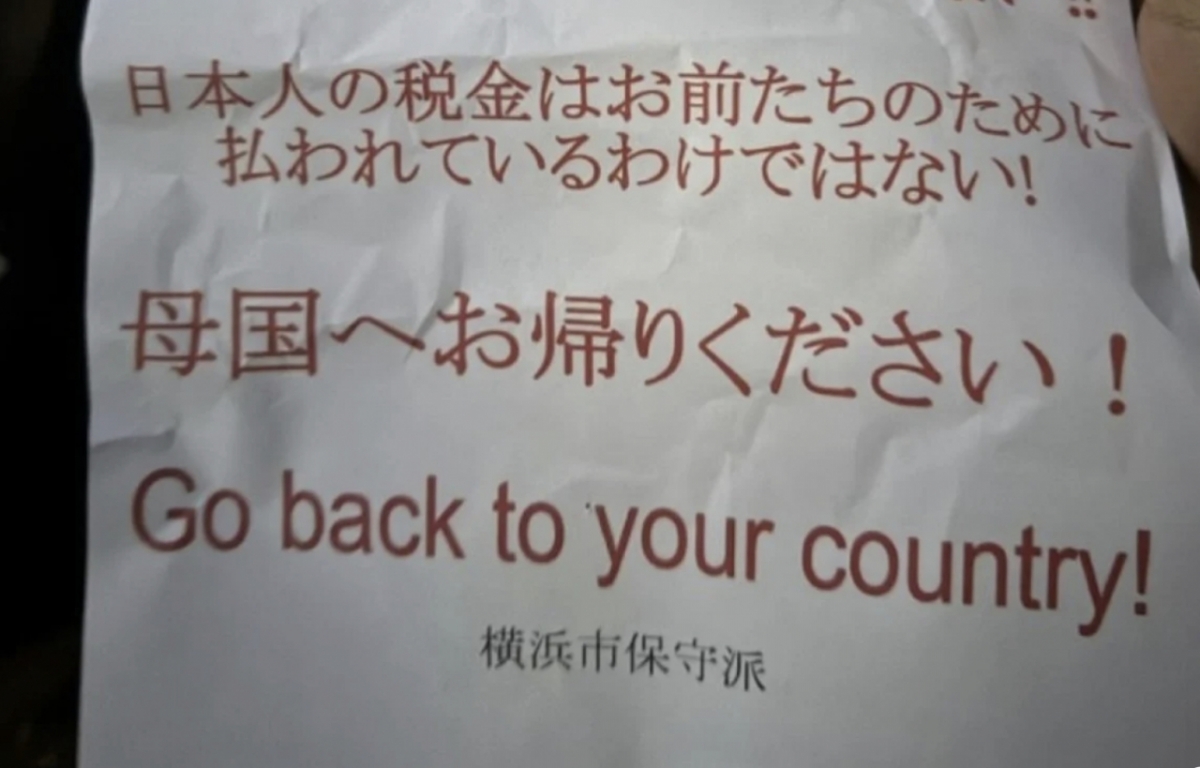 日本人の税金はお前たちのために
払われているわけではない!
母国へお帰りください！
Go back to your country!
横浜市保守派